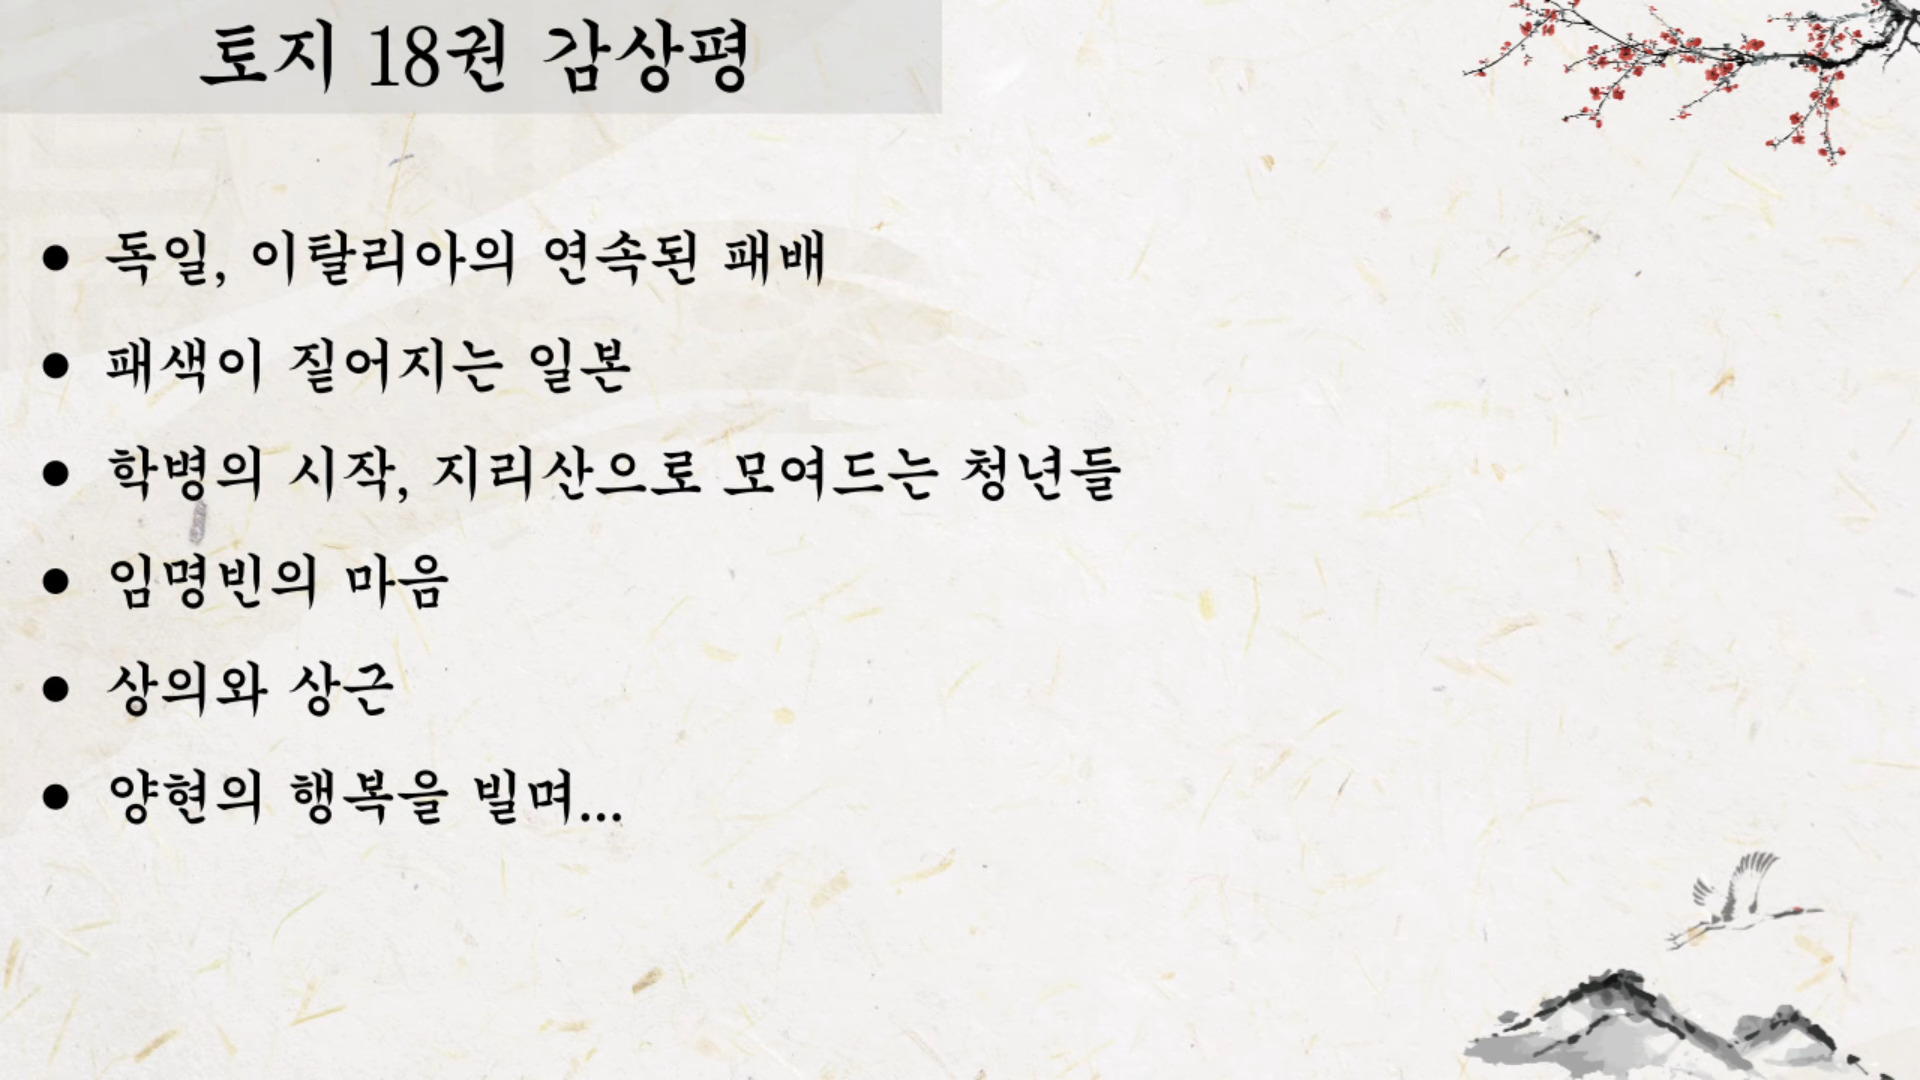 토지 18권 감상평
• 독일, 이탈리아의 연속된 패배
• 패색이 짙어지는 일본
• 학병의 시작, 지리산으로 모여드는 청년들
• 임명빈의 마음
• 상의와 상근
• 양현의 행복을 빌며...